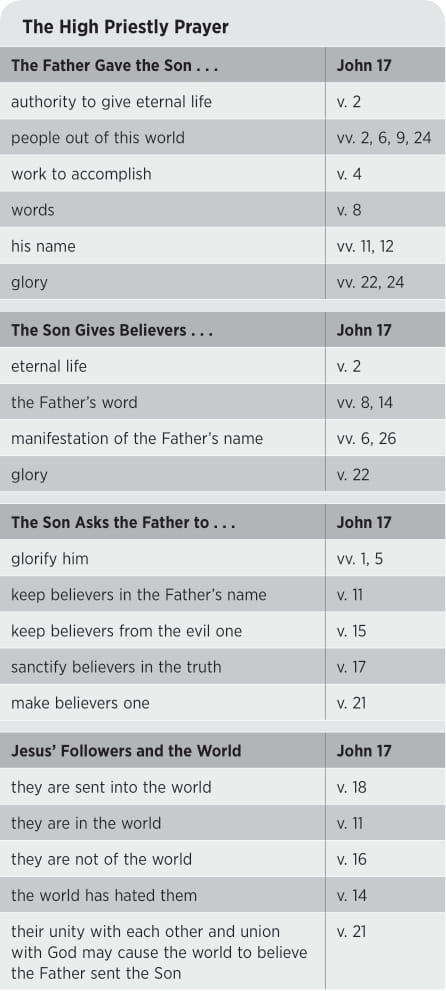 The High Priestly Prayer
The Father Gave the Son . . . John 17
authority to give eternal life v. 2
people out of this world vv. 2, 6, 9, 24
work to accomplish v. 4
words v. 8
his name vv. 11, 12
glory vv. 22, 24
The Son Gives Believers . . . John 17
eternal life v. 2
the Father’s word vv. 8, 14
manifestation of the Father’s name vv. 6, 26
glory v. 22
The Son Asks the Father to . . . John 17
glorify him vv. 1, 5
keep believers in the Father’s name v. 11
keep believers from the evil one v. 15
sanctify believers in the truth v. 17
make believers one v. 21
Jesus’ Followers and the World John 17
they are sent into the world v. 18
they are in the world v. 11
they are not of the world v. 16
the world has hated them v. 14
their unity with each other and union v. 21
with God may cause the world to believe
the Father sent the Son